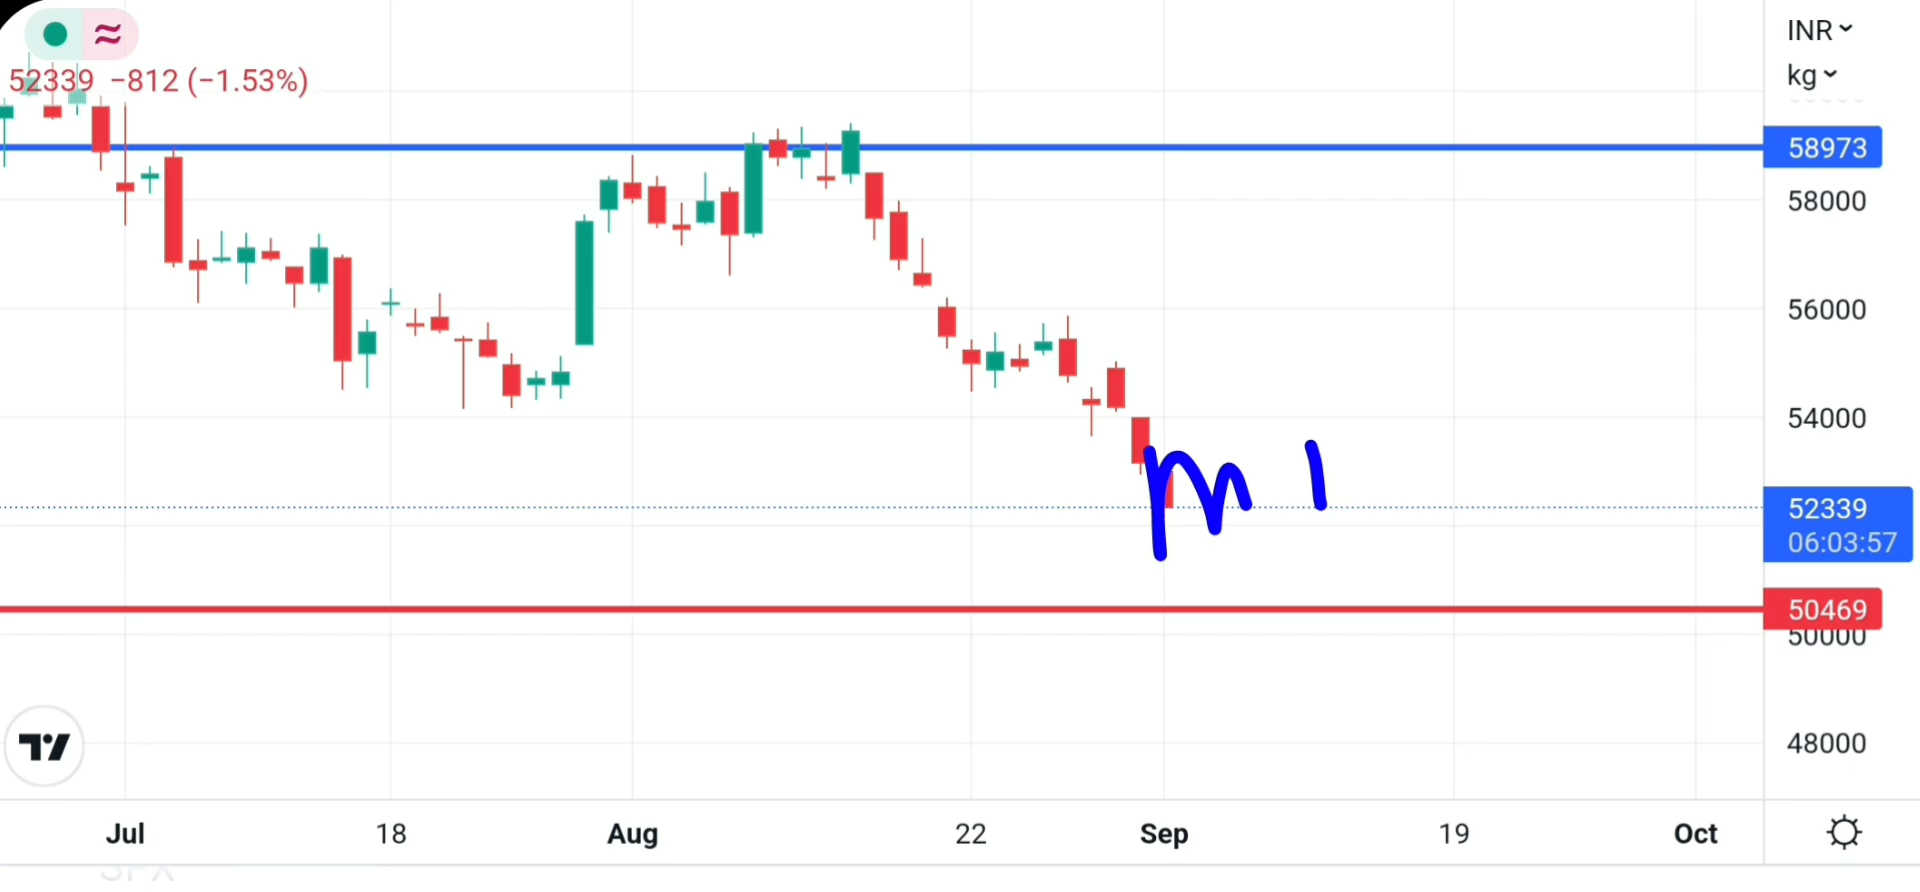 INR
kg
52339 −812 (−1.53%)
58973
58000
56000
54000
52339
06:03:57
50469
50000
48000
Jul 18 Aug 22 Sep 19 Oct